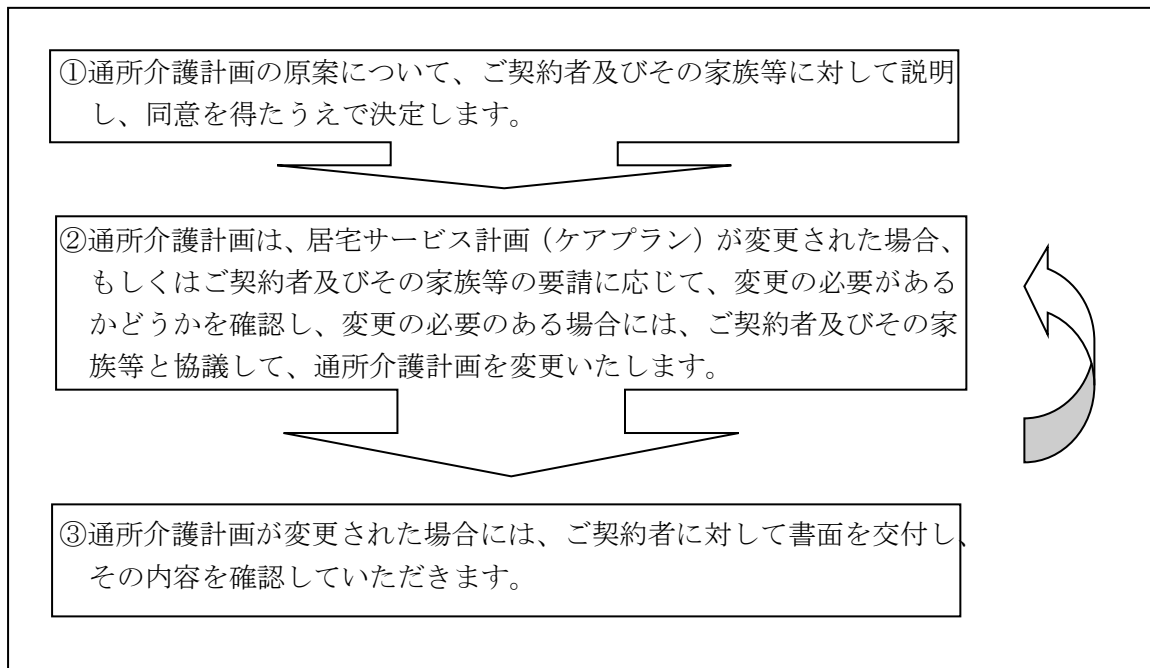 ①通所介護計画の原案について、ご契約者及びその家族等に対して説明
し、同意を得たうえで決定します。
②通所介護計画は、居宅サービス計画（ケアプラン）が変更された場合、
もしくはご契約者及びその家族等の要請に応じて、変更の必要がある
かどうかを確認し、変更の必要のある場合には、ご契約者及びその家
族等と協議して、通所介護計画を変更いたします。
③通所介護計画が変更された場合には、ご契約者に対して書面を交付し、
その内容を確認していただきます。